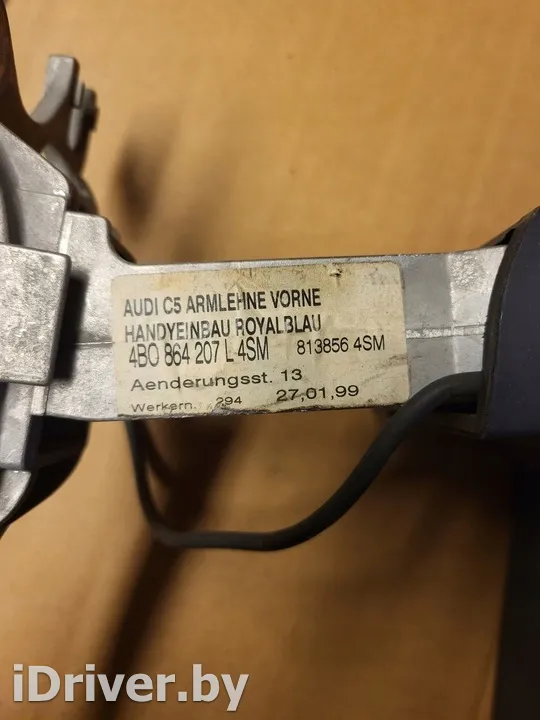 AUDI C5 ARMLEHNE VORNE
HANDYEINBAU ROYALBLAU
4B0 864 207 L 4SM 813856 4SM
Aenderungsst. 13
Werkern. 294 27,01,99
iDriver.by